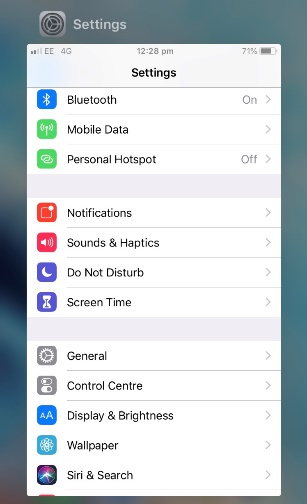 Settings
EE 4G 12:28 pm 71%
Settings
Bluetooth On
Mobile Data
Personal Hotspot Off
Notifications
Sounds & Haptics
Do Not Disturb
Screen Time
General
Control Centre
AA Display & Brightness
Wallpaper
Siri & Search